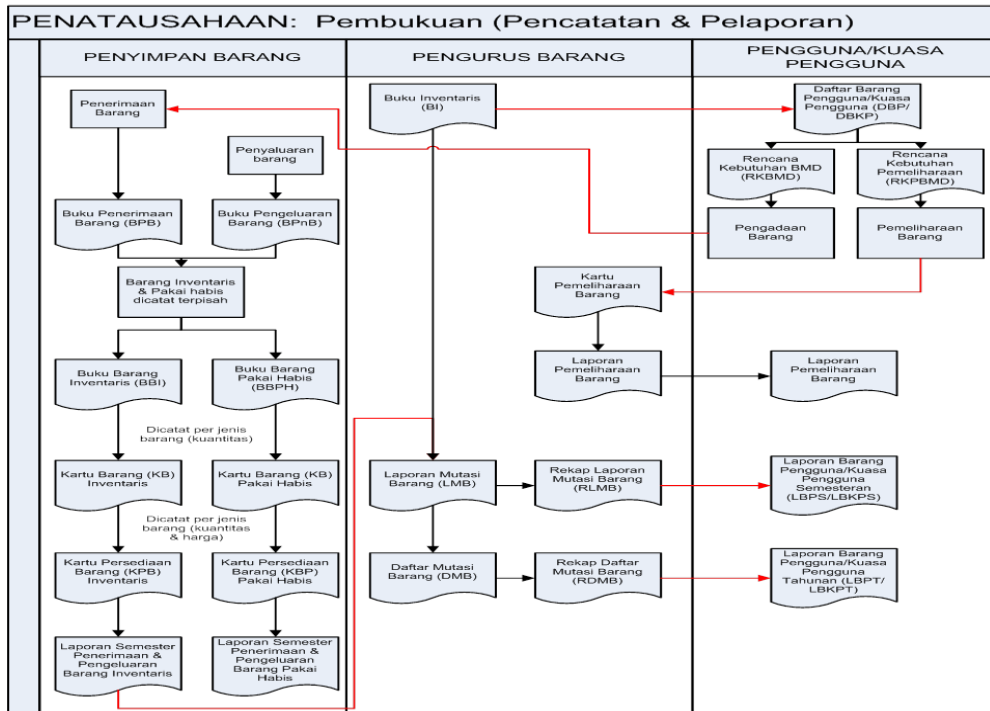 PENATAUSAHAAN: Pembukuan (Pencatatan & Pelaporan)
PENYIMPAN BARANG
PENGURUS BARANG
PENGGUNA/KUASA
PENGGUNA
Penerimaan
Barang
Penyaluaran
barang
Buku Penerimaan
Barang (BPB)
Buku Pengeluaran
Barang (BPnB)
Barang Inventaris
& Pakai habis
dicatat terpisah
Buku Barang
Inventaris (BBI)
Buku Barang
Pakai Habis
(BBPH)
Dicatat per jenis
barang (kuantitas)
Kartu Barang (KB)
Inventaris
Kartu Barang (KB)
Pakai Habis
Dicatat per jenis
barang (kuantitas
& harga)
Kartu Persediaan
Barang (KPB)
Inventaris
Kartu Persediaan
Barang (KBP)
Pakai Habis
Laporan Semester
Penerimaan &
Pengeluaran
Barang Inventaris
Laporan Semester
Penerimaan &
Pengeluaran
Barang Pakai
Habis
Buku Inventaris
(BI)
Kartu
Pemeliharaan
Barang
Laporan
Pemeliharaan
Barang
Laporan Mutasi
Barang (LMB)
Rekap Laporan
Mutasi Barang
(RLMB)
Daftar Mutasi
Barang (DMB)
Rekap Daftar
Mutasi Barang
(RDMB)
Daftar Barang
Pengguna/Kuasa
Pengguna (DBP/
DBKP)
Rencana
Kebutuhan BMD
(RKBMD)
Rencana
Kebutuhan
Pemeliharaan
(RKPBMD)
Pengadaan
Barang
Pemeliharaan
Barang
Laporan
Pemeliharaan
Barang
Laporan Barang
Pengguna/Kuasa
Pengguna
Semesteran
(LBPS/LBKPS)
Laporan Barang
Pengguna/Kuasa
Pengguna
Tahunan (LBPT/
LBKPT)